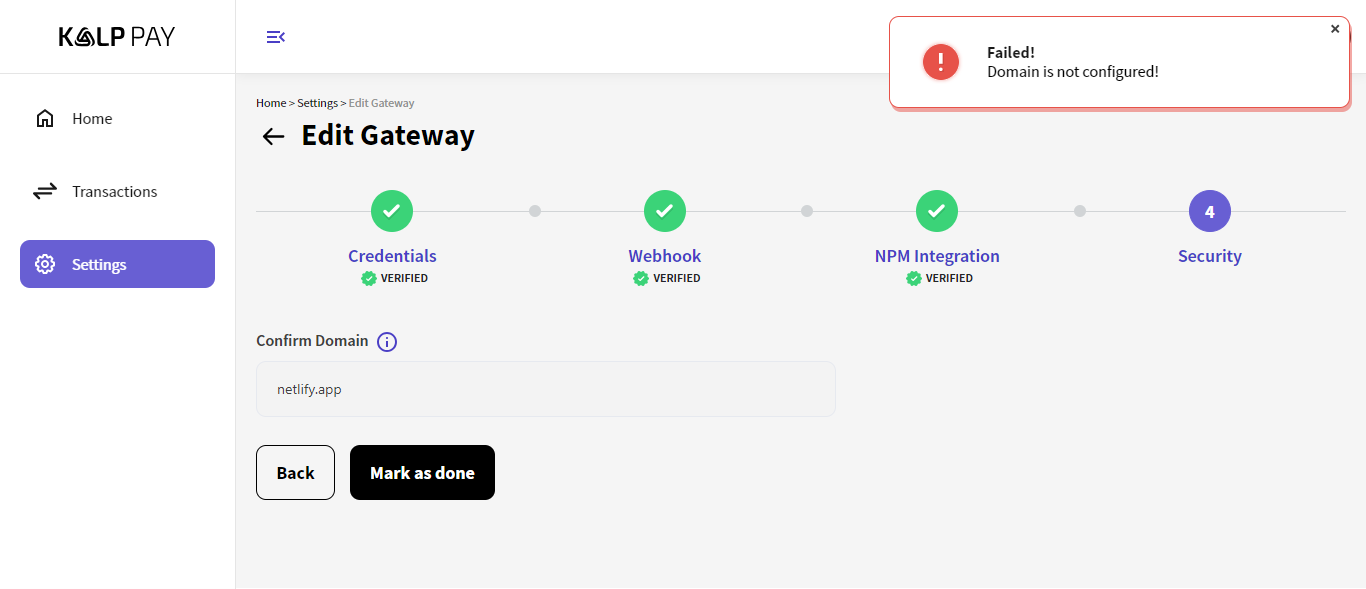 KALP PAY
Failed!
Domain is not configured!
Home
Transactions
Settings
Home > Settings > Edit Gateway
Edit Gateway
4
Credentials
Webhook
NPM Integration
Security
VERIFIED
VERIFIED
VERIFIED
Confirm Domain
netlify.app
Back
Mark as done